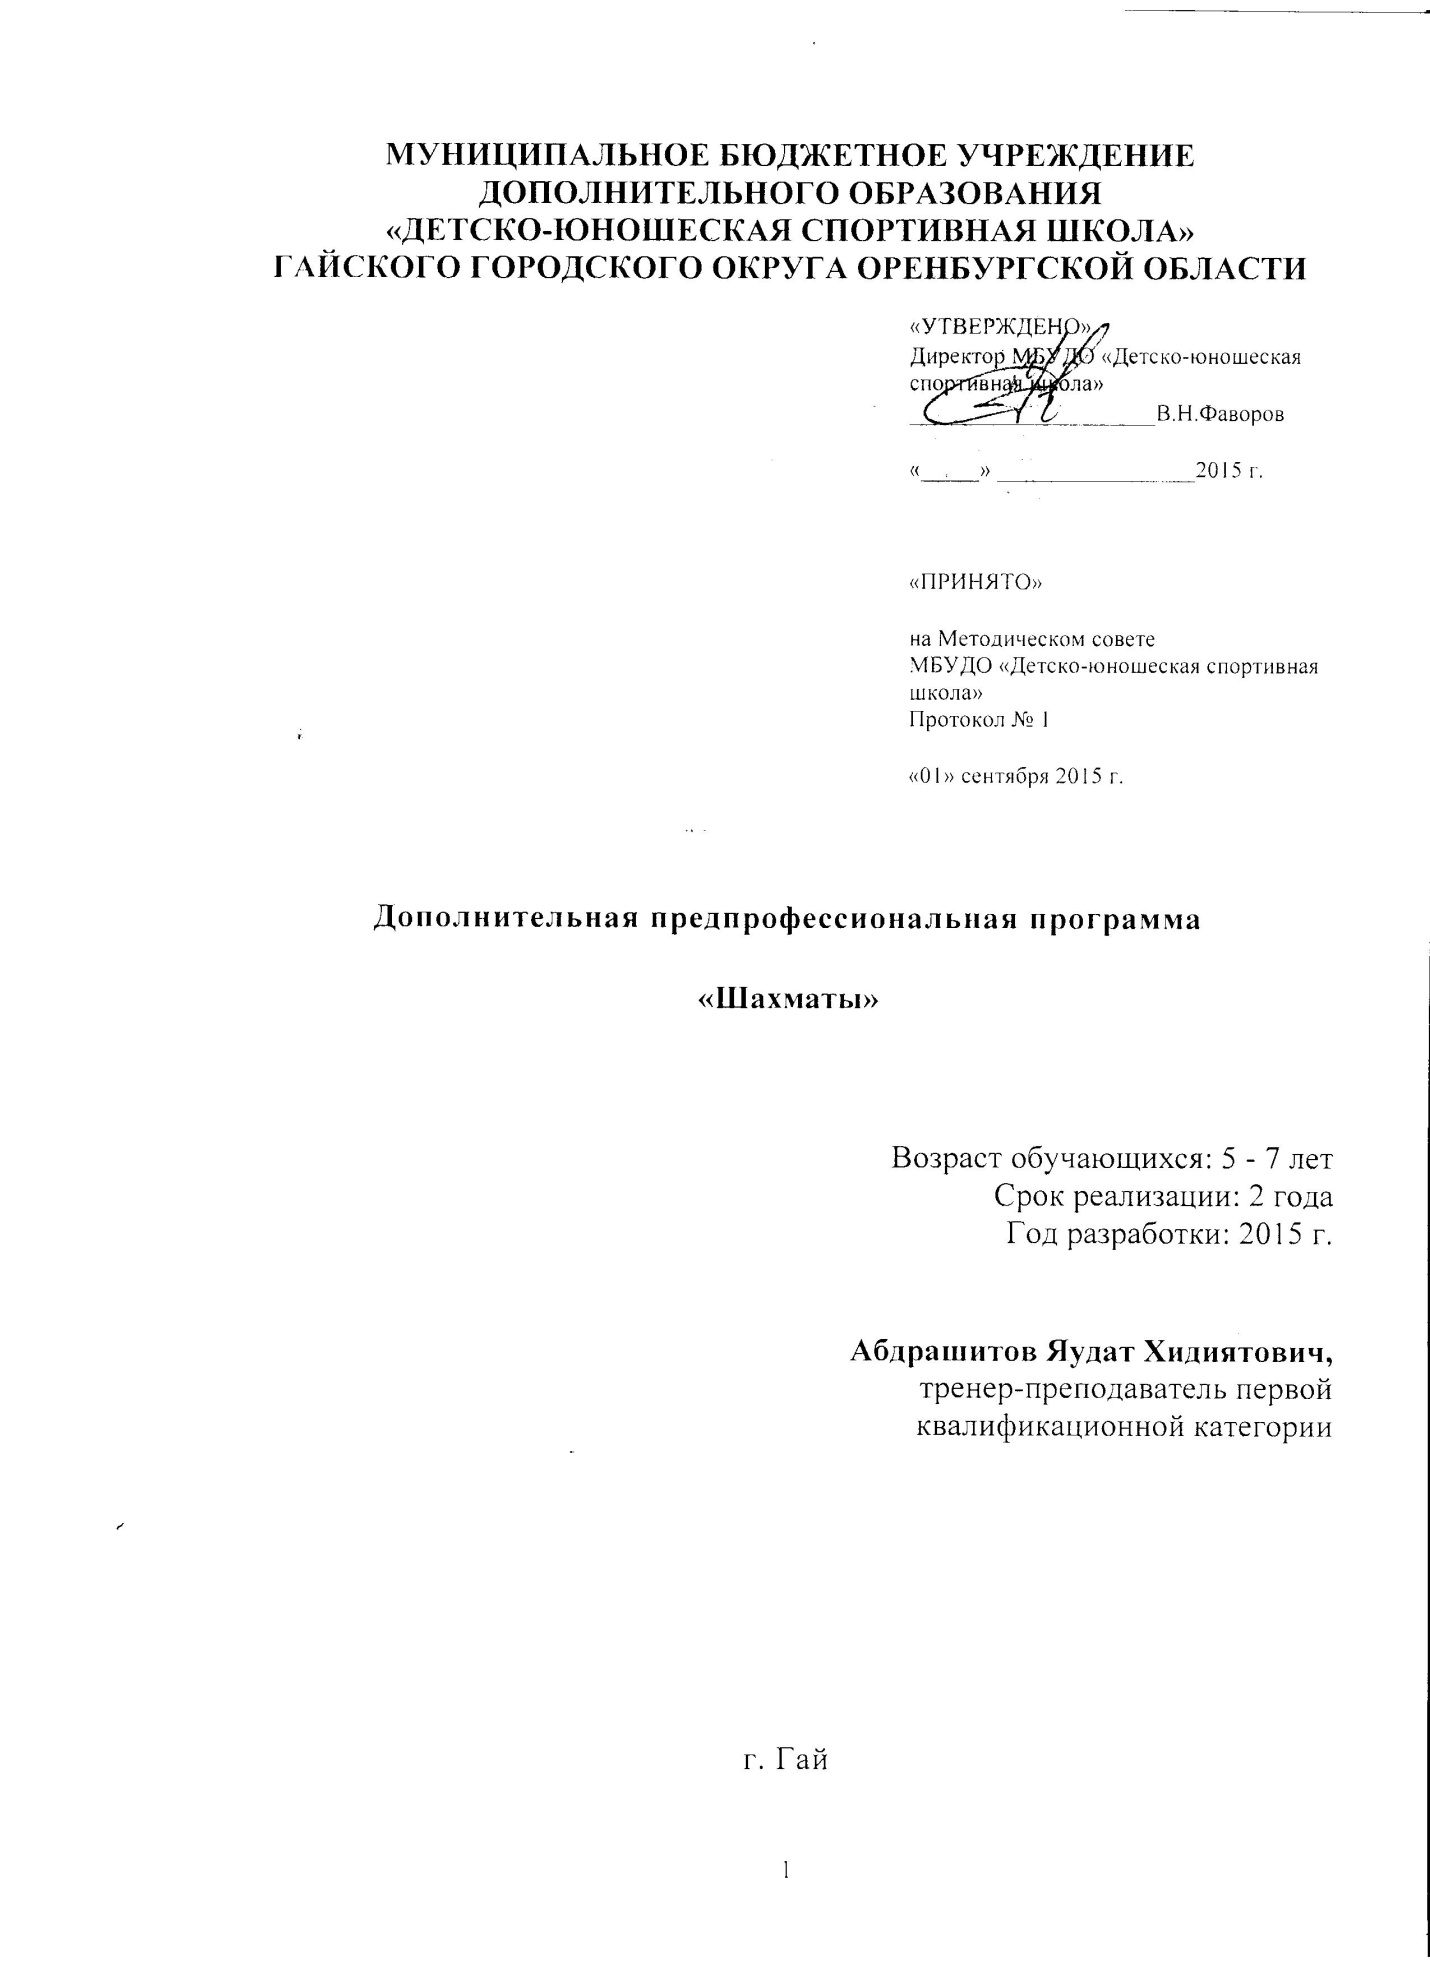 МУНИЦИПАЛЬНОЕ БЮДЖЕТНОЕ УЧРЕЖДЕНИЕ
ДОПОЛНИТЕЛЬНОГО ОБРАЗОВАНИЯ
«ДЕТСКО-ЮНОШЕСКАЯ СПОРТИВНАЯ ШКОЛА»
ГАЙСКОГО ГОРОДСКОГО ОКРУГА ОРЕНБУРГСКОЙ ОБЛАСТИ
«УТВЕРЖДЕНО»
Директор МБУДО «Детско-юношеская
спортивная школа»
____________________В.Н.Фаворов
«_____» ________________2015 г.
«ПРИНЯТО»
на Методическом совете
МБУДО «Детско-юношеская спортивная
школа»
Протокол № 1
«01» сентября 2015 г.
Дополнительная предпрофессиональная программа
«Шахматы»
Возраст обучающихся: 5 - 7 лет
Срок реализации: 2 года
Год разработки: 2015 г.
Абдрашитов Яудат Хидиятович,
тренер-преподаватель первой
квалификационной категории
г. Гай
1